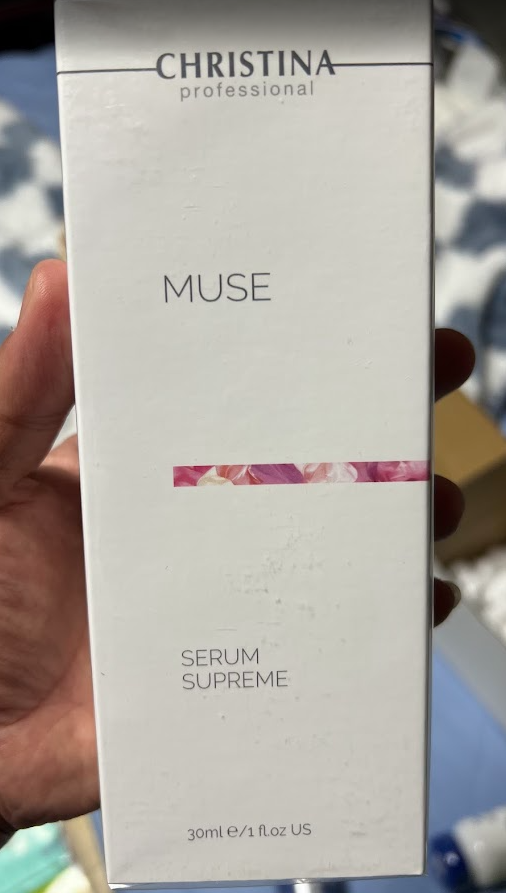 CHRISTINA
professional
MUSE
SERUM
SUPREME
30ml e/1 fl.oz US